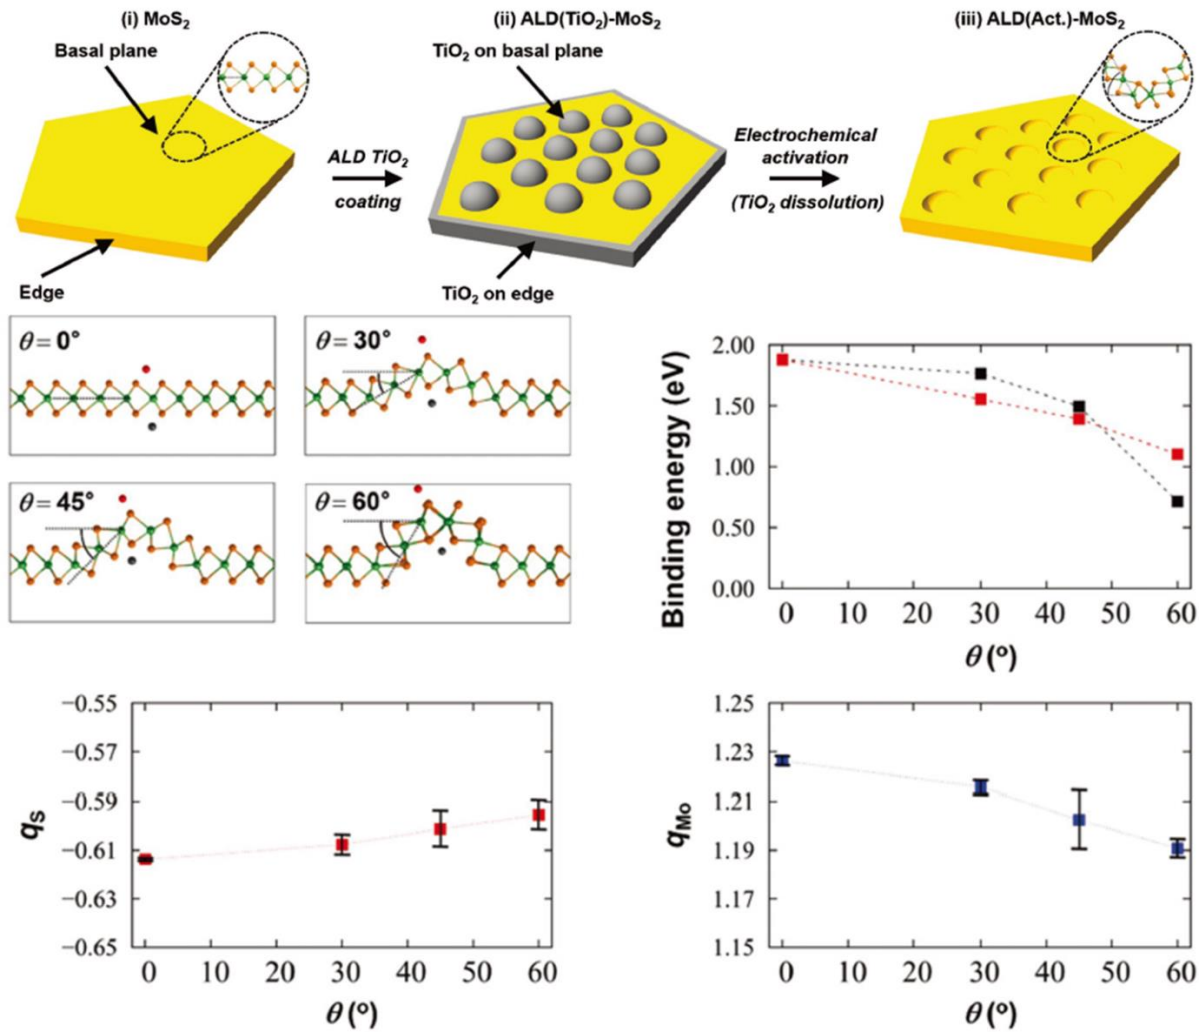 (i) MoS₂
(ii) ALD(TiO₂)-MoS₂
(iii) ALD(Act.)-MoS₂
Basal plane
TiO₂ on basal plane
ALD TiO₂
coating
Electrochemical
activation
(TiO₂ dissolution)
Edge
TiO₂ on edge
θ = 0°
θ = 30°
θ = 45°
θ = 60°
Binding energy (eV)
2.00
1.50
1.00
0.50
0.00
0 10 20 30 40 50 60
θ (º)
qS
−0.55
−0.57
−0.59
−0.61
−0.63
−0.65
0 10 20 30 40 50 60
θ (º)
qMo
1.25
1.23
1.21
1.19
1.17
1.15
0 10 20 30 40 50 60
θ (º)